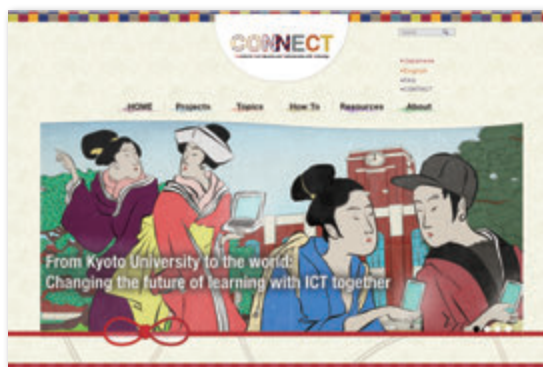 CONNECT
HOME Projects Topics How To Resources About
From Kyoto University to the world:
Changing the future of learning with ICT together